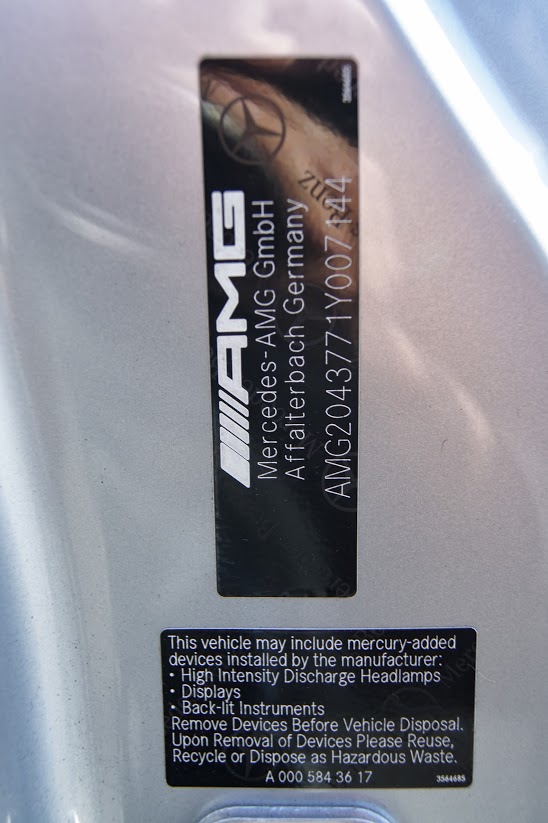 AMG
Mercedes-AMG GmbH
Affalterbach Germany
AMG2043771Y007144
3564685
This vehicle may include mercury-added
devices installed by the manufacturer:
• High Intensity Discharge Headlamps
• Displays
• Back-lit Instruments
Remove Devices Before Vehicle Disposal.
Upon Removal of Devices Please Reuse,
Recycle or Dispose as Hazardous Waste.
A 000 584 36 17
3564685